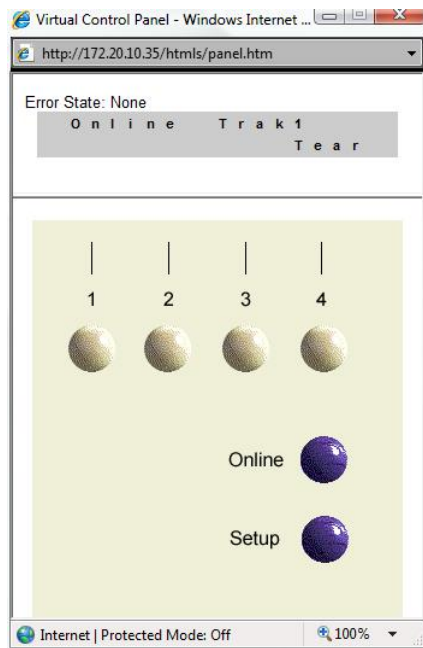 Virtual Control Panel - Windows Internet ...
http://172.20.10.35/htmls/panel.htm
Error State: None
Online Trak1
Tear
1 2 3 4
Online
Setup
Internet | Protected Mode: Off 100%